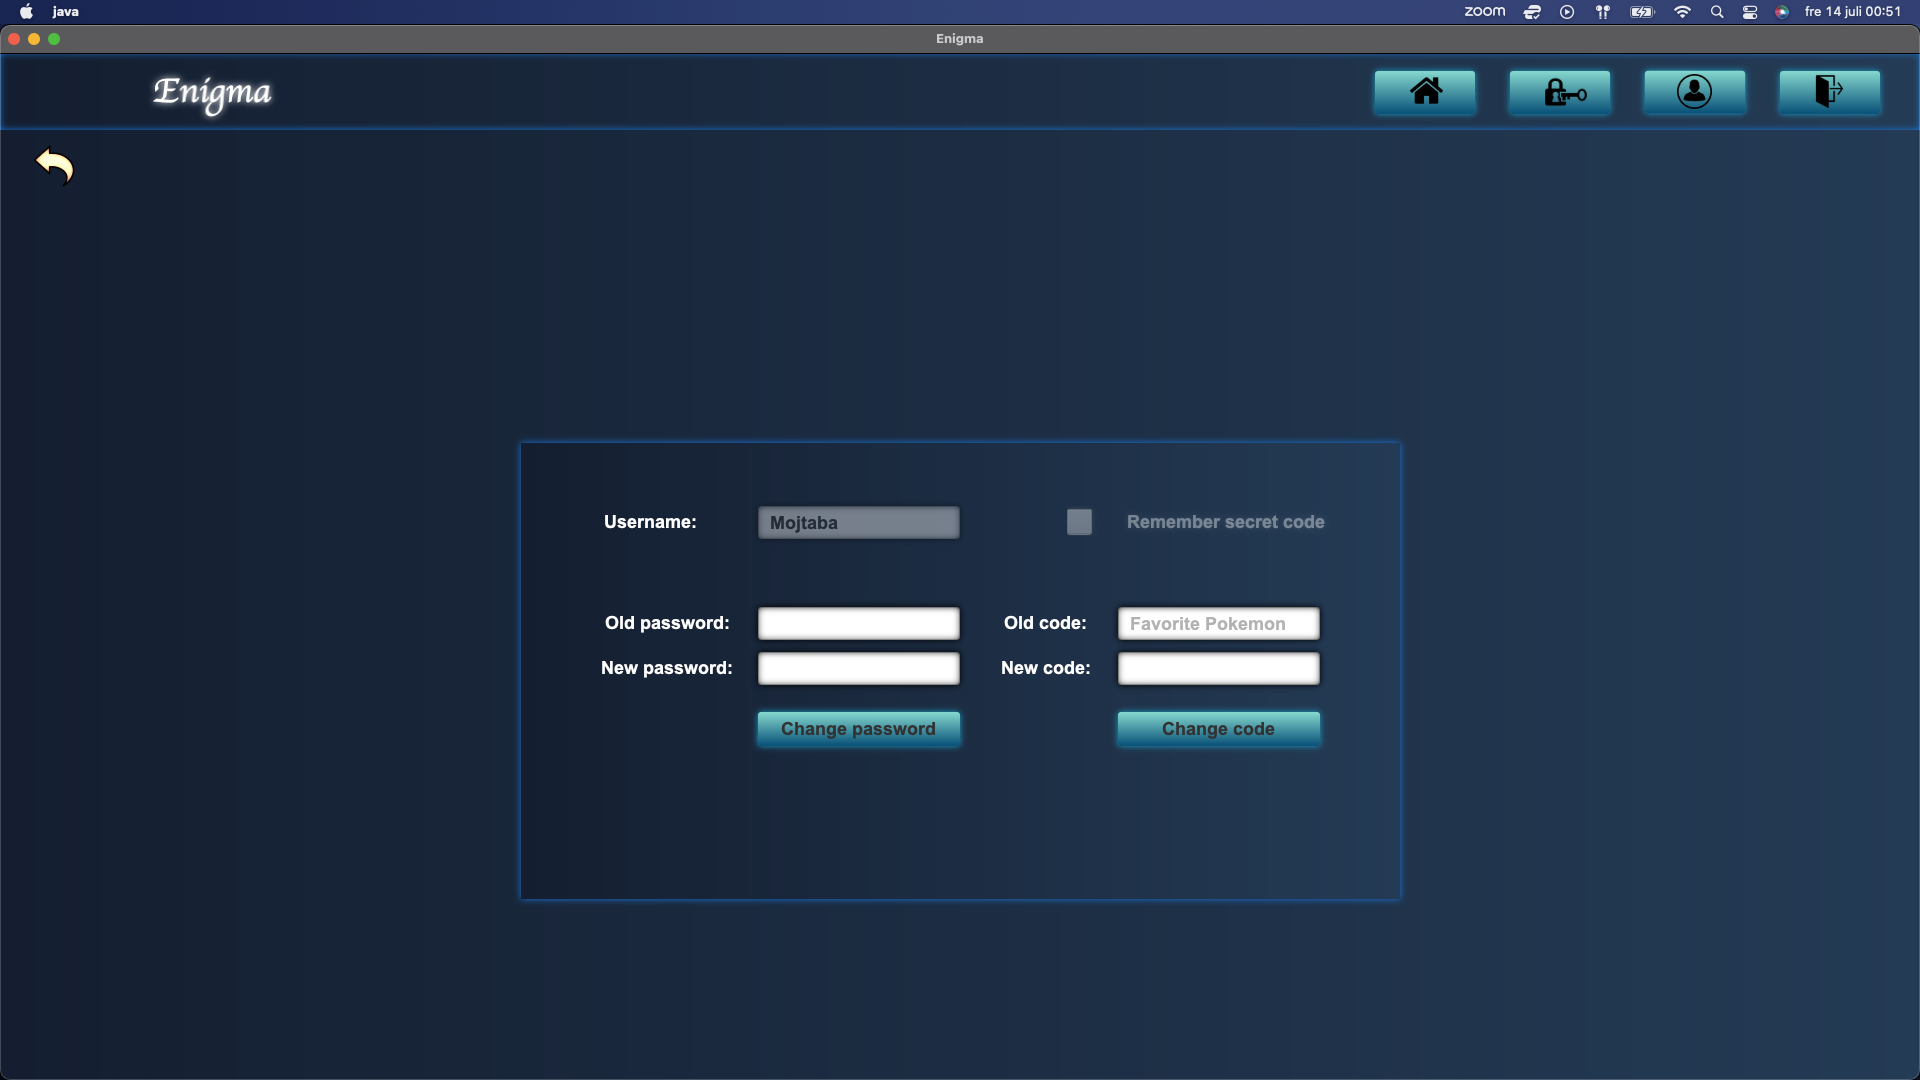 java
zoom
fre 14 juli 00:51
Enigma
Enigma
Username:
Mojtaba
Remember secret code
Old password:
Old code:
Favorite Pokemon
New password:
New code:
Change password
Change code